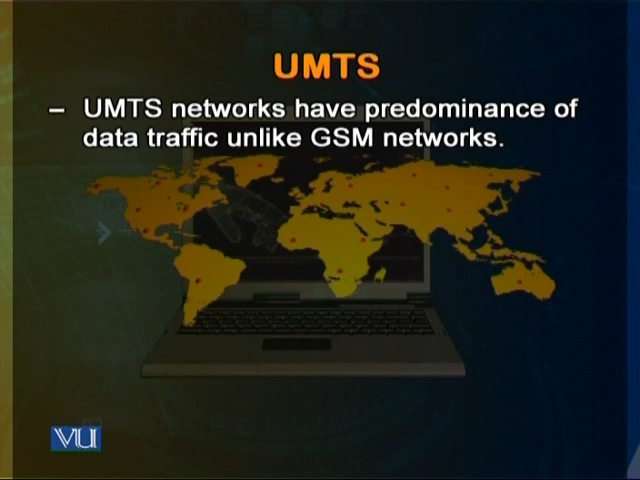 UMTS
– UMTS networks have predominance of
data traffic unlike GSM networks.
VU